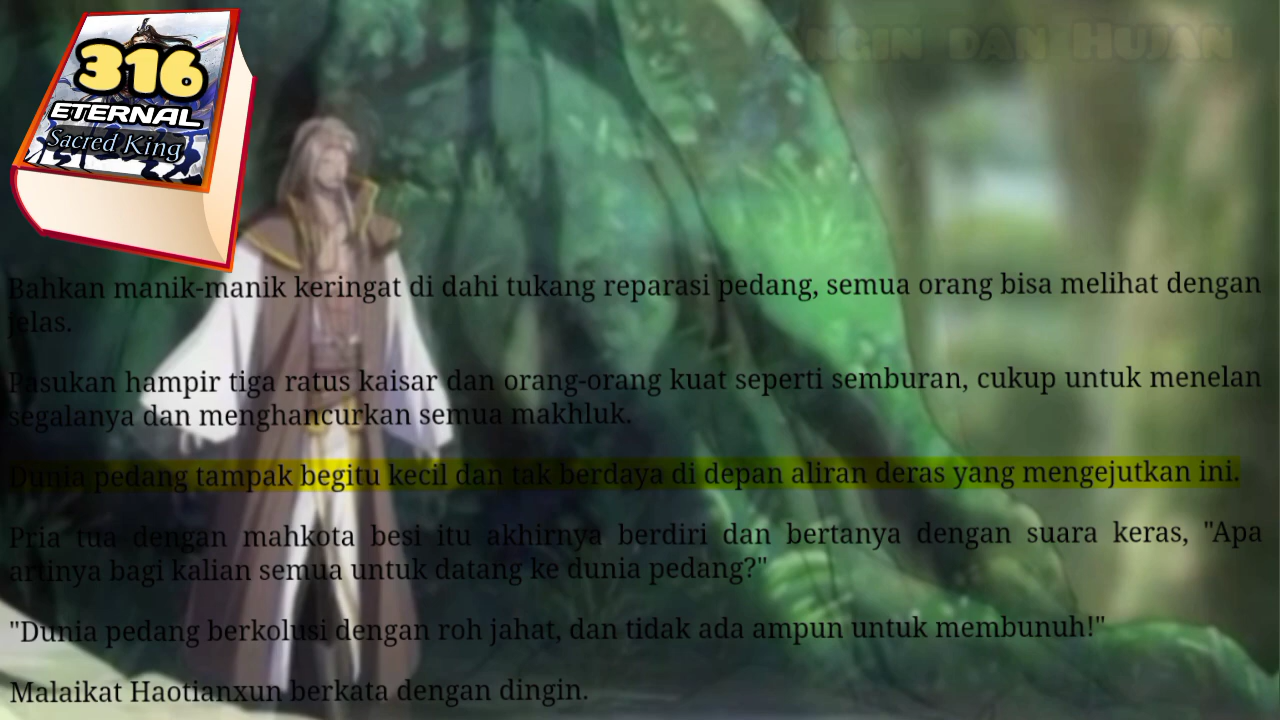 Angin dan Hujan
316
ETERNAL
Sacred King
Bahkan manik-manik keringat di dahi tukang reparasi pedang, semua orang bisa melihat dengan
jelas.
Pasukan hampir tiga ratus kaisar dan orang-orang kuat seperti semburan, cukup untuk menelan
segalanya dan menghancurkan semua makhluk.
Dunia pedang tampak begitu kecil dan tak berdaya di depan aliran deras yang mengejutkan ini.
Pria tua dengan mahkota besi itu akhirnya berdiri dan bertanya dengan suara keras, "Apa
artinya bagi kalian semua untuk datang ke dunia pedang?"
"Dunia pedang berkolusi dengan roh jahat, dan tidak ada ampun untuk membunuh!"
Malaikat Haotianxun berkata dengan dingin.